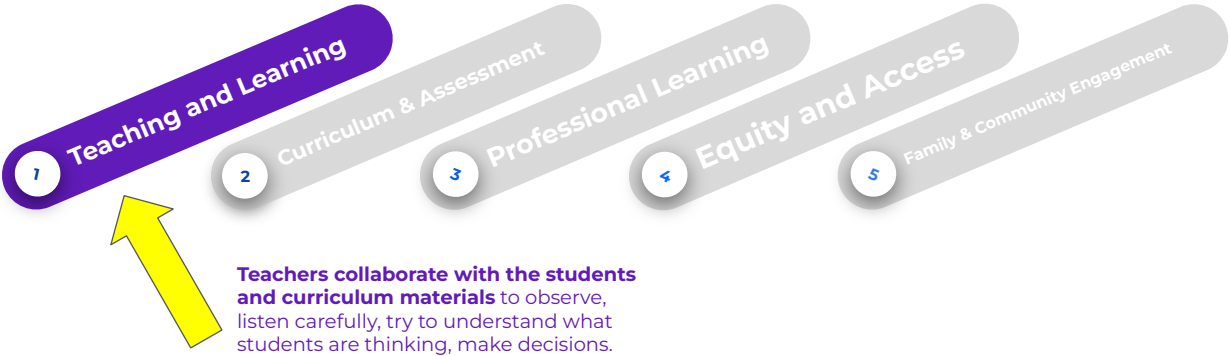 1
Teaching and Learning
2
Curriculum & Assessment
3
Professional Learning
4
Equity and Access
5
Family & Community Engagement
Teachers collaborate with the students
and curriculum materials to observe,
listen carefully, try to understand what
students are thinking, make decisions.